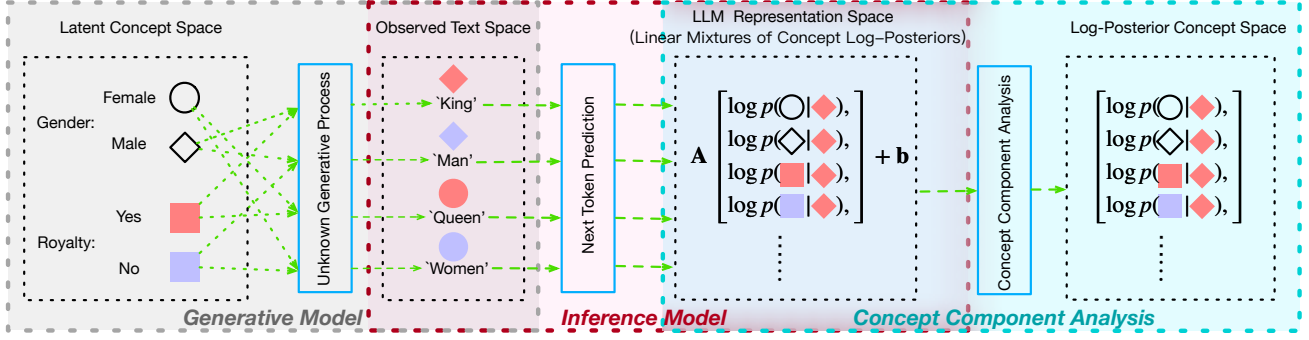 Latent Concept Space
Gender:
Female
Male
Royalty:
Yes
No
Unknown Generative Process
Generative Model
Observed Text Space
`King'
`Man'
`Queen'
`Women'
Next Token Prediction
Inference Model
LLM Representation Space
(Linear Mixtures of Concept Log–Posteriors)
A
log p(○|◆),
log p(◇|◆),
log p(■|◆),
log p(■|◆),
+ b
Concept Component Analysis
Concept Component Analysis
Log-Posterior Concept Space
log p(○|◆),
log p(◇|◆),
log p(■|◆),
log p(■|◆),